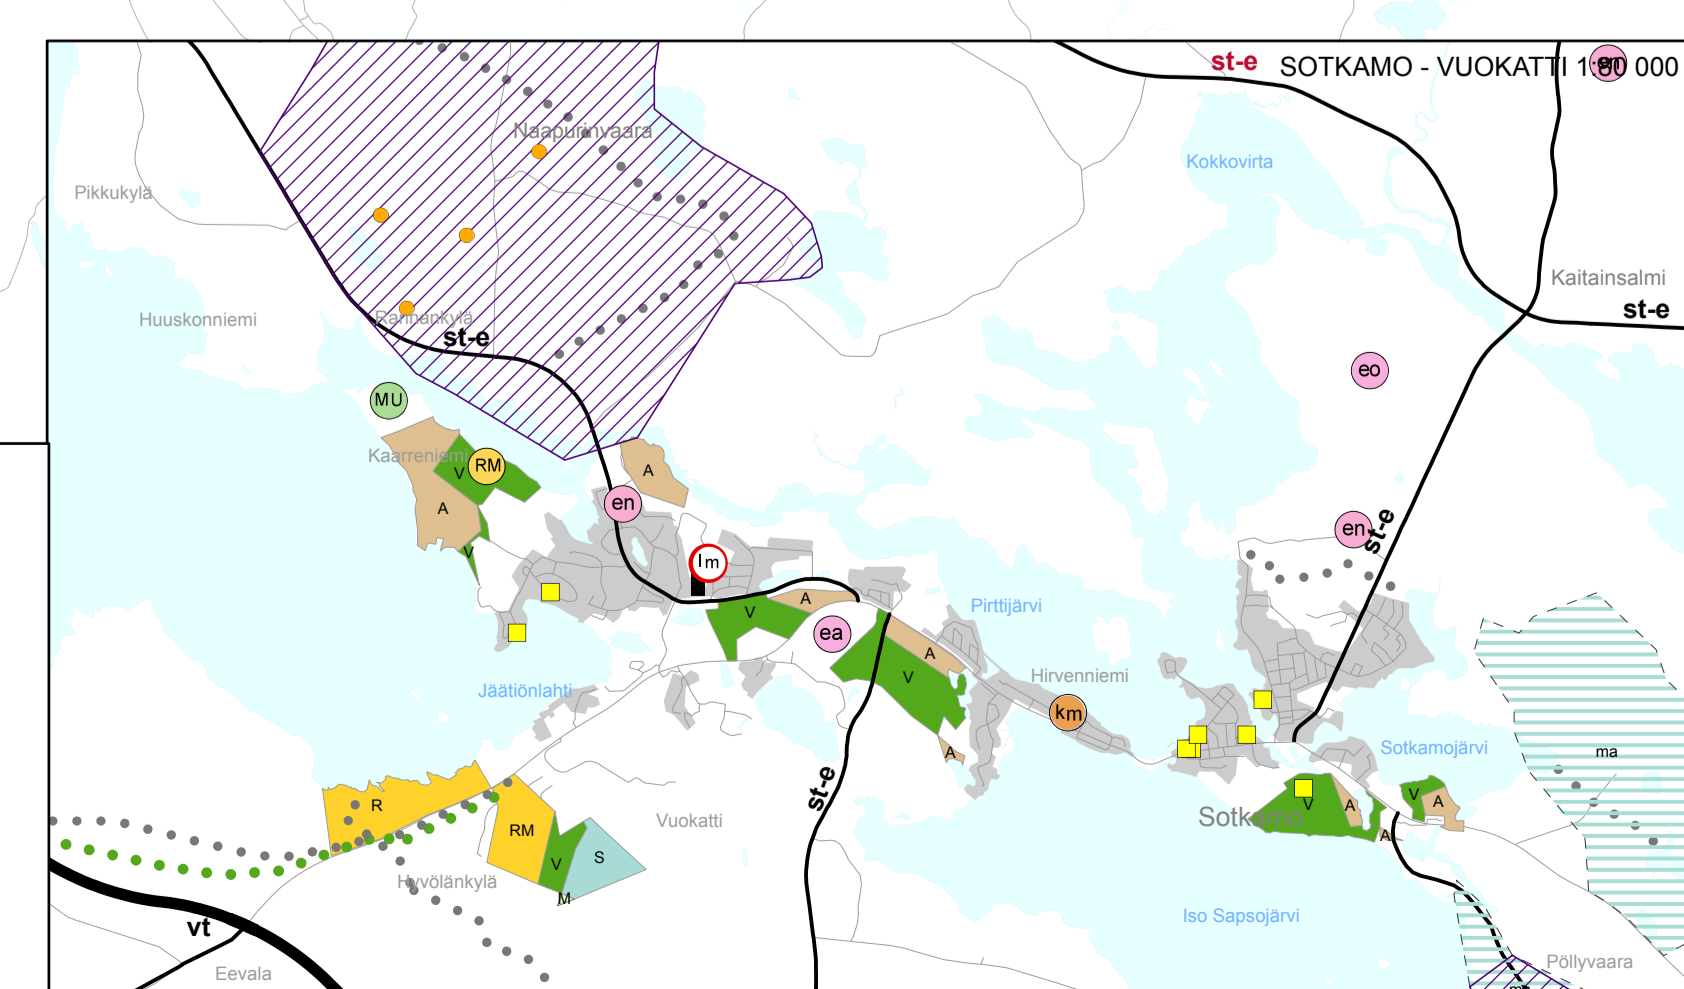 st-e
SOTKAMO - VUOKATTI 1:80 000
en
Naapurinvaara
Kokkovirta
Pikkukylä
Kaitainsalmi
st-e
Huuskonniemi
Rannankylä
st-e
eo
MU
Kaarreniemi
V
RM
A
A
en
en
st-e
V
lm
A
V
Pirttijärvi
ea
A
V
Hirvenniemi
Jäätiönlahti
km
A
Sotkamojärvi
ma
st-e
R
V
A
V
A
Sotkamo
Vuokatti
RM
A
V
S
Hyvölänkylä
M
Iso Sapsojärvi
vt
Eevala
Pöllyvaara